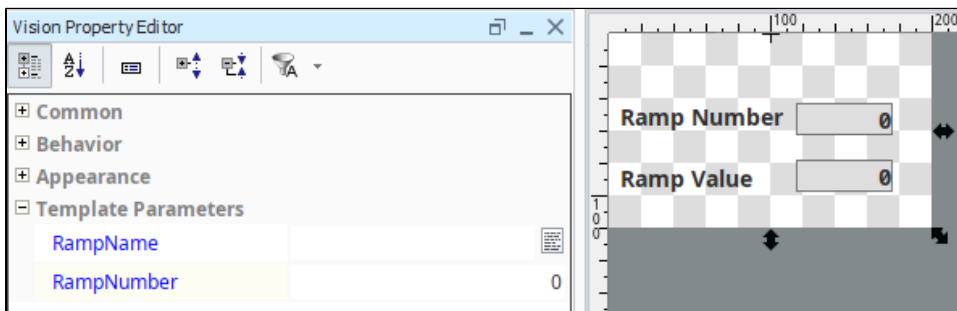 Vision Property Editor
Common
Behavior
Appearance
Template Parameters
RampName
RampNumber 0
100
200
Ramp Number 0
Ramp Value 0
100